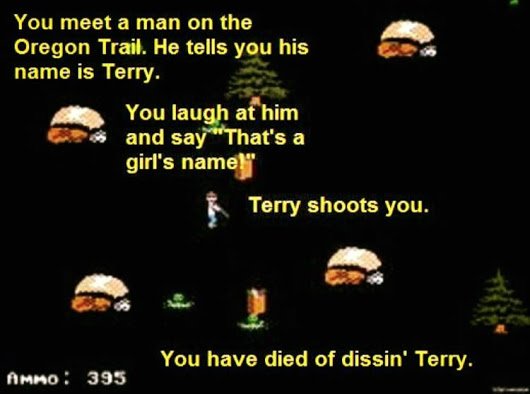 You meet a man on the
Oregon Trail. He tells you his
name is Terry.
You laugh at him
and say "That's a
girl's name!"
Terry shoots you.
You have died of dissin' Terry.
AMMO: 395